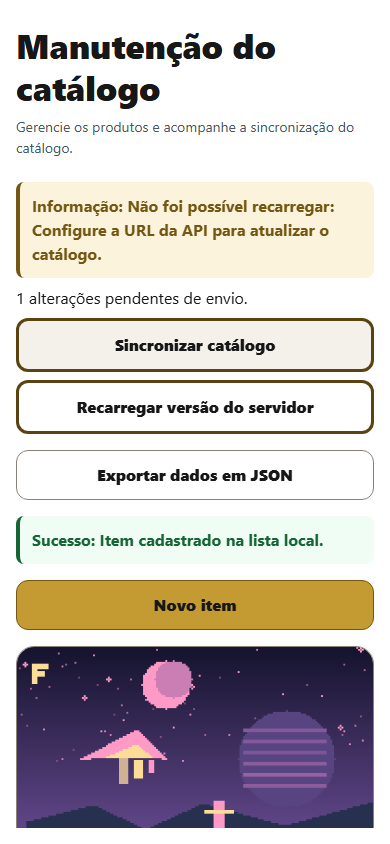 Manutenção do
catálogo
Gerencie os produtos e acompanhe a sincronização do
catálogo.
Informação: Não foi possível recarregar:
Configure a URL da API para atualizar o
catálogo.
1 alterações pendentes de envio.
Sincronizar catálogo
Recarregar versão do servidor
Exportar dados em JSON
Sucesso: Item cadastrado na lista local.
Novo item
F